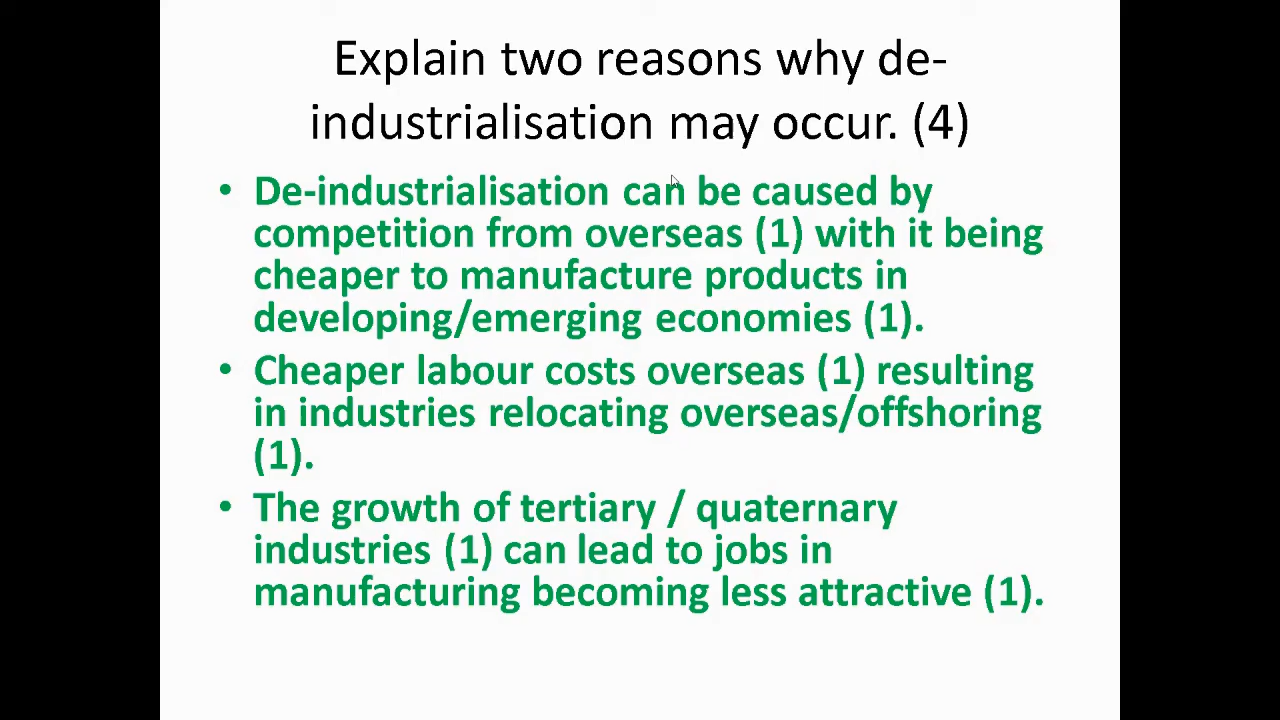 Explain two reasons why de-
industrialisation may occur. (4)
• De-industrialisation can be caused by
competition from overseas (1) with it being
cheaper to manufacture products in
developing/emerging economies (1).
• Cheaper labour costs overseas (1) resulting
in industries relocating overseas/offshoring
(1).
• The growth of tertiary / quaternary
industries (1) can lead to jobs in
manufacturing becoming less attractive (1).